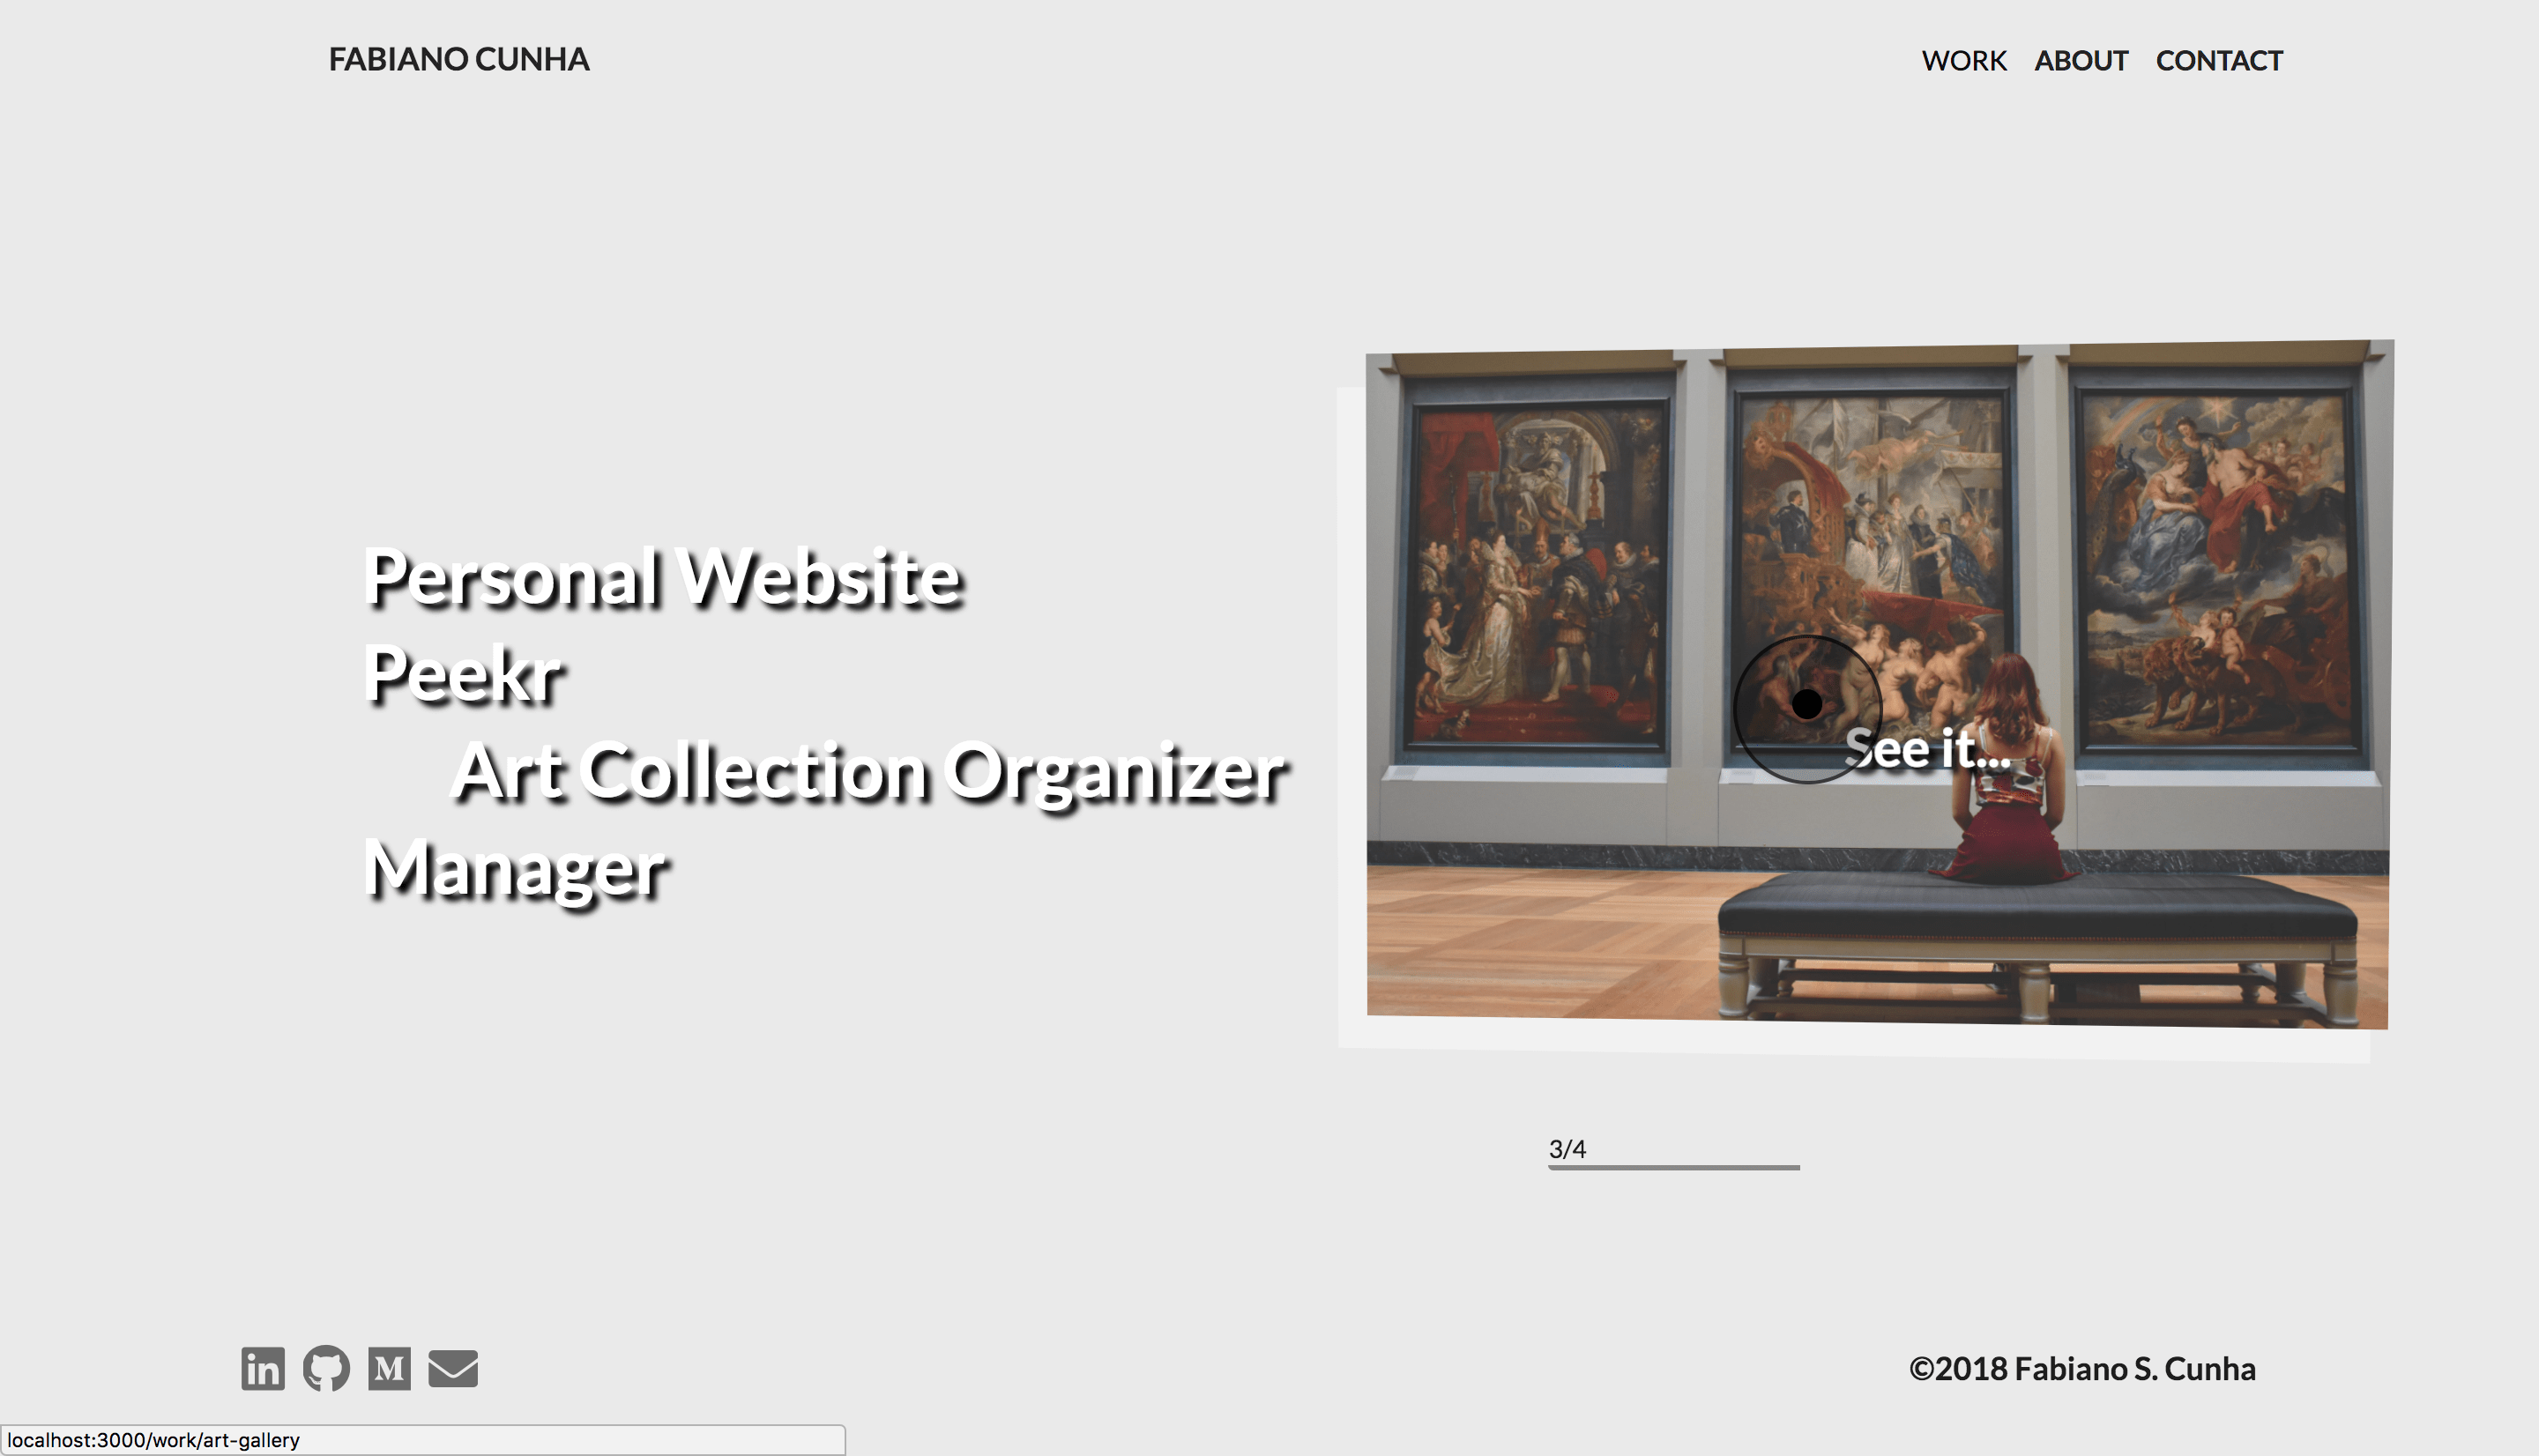 FABIANO CUNHA
WORK ABOUT CONTACT
Personal Website
Peekr
Art Collection Organizer
Manager
See it...
3/4
in
M
©2018 Fabiano S. Cunha
localhost:3000/work/art-gallery